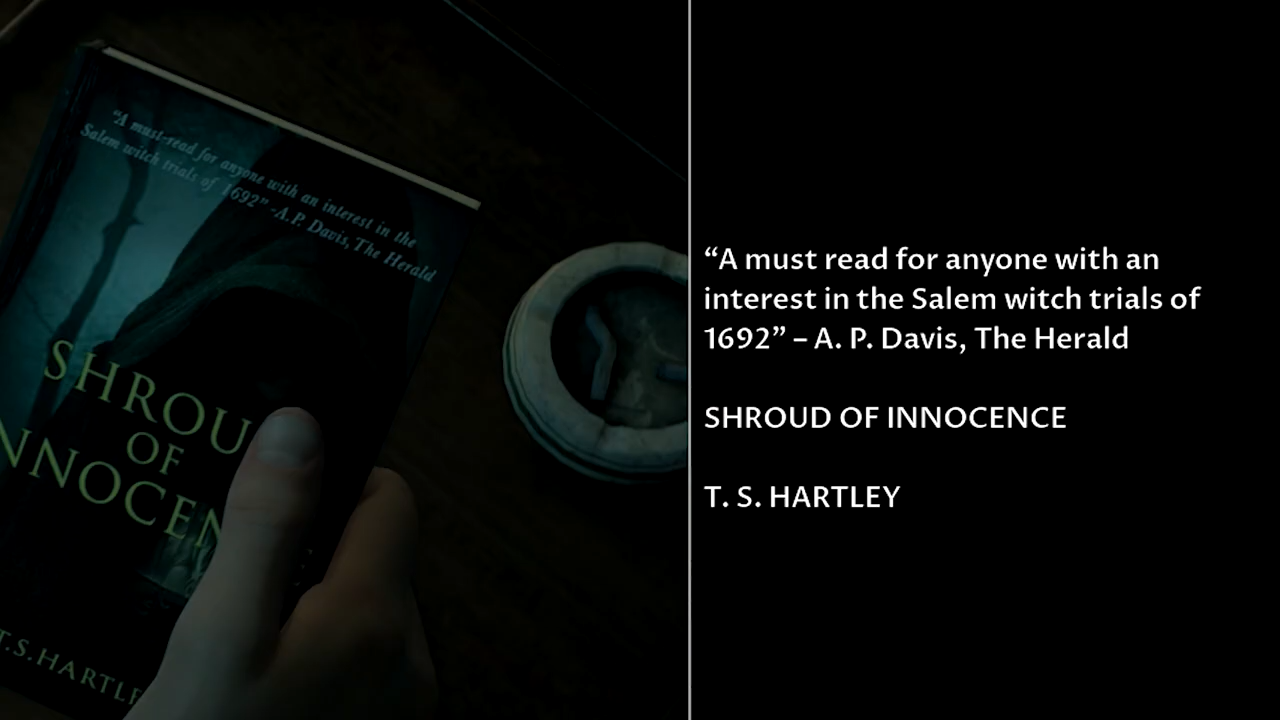 “A must-read for anyone with an interest in the
Salem witch trials of 1692” -A.P. Davis, The Herald
SHROU
OF
NNOCEN
T.S.HARTLE
“A must read for anyone with an
interest in the Salem witch trials of
1692” – A. P. Davis, The Herald
SHROUD OF INNOCENCE
T. S. HARTLEY